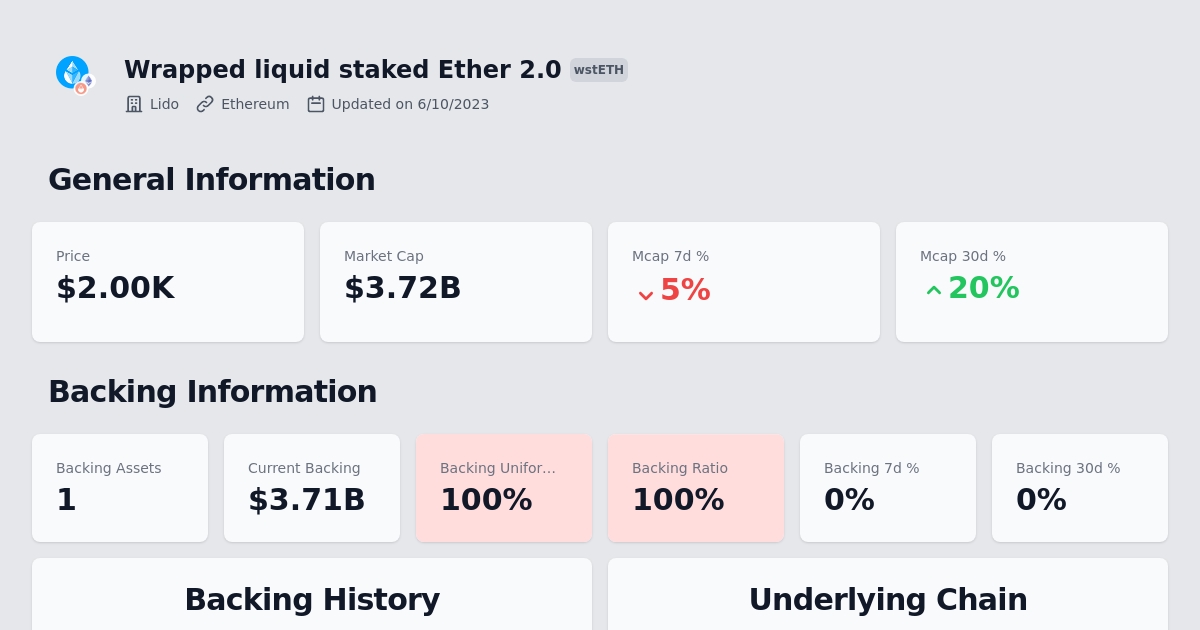 Wrapped liquid staked Ether 2.0 wstETH
Lido Ethereum Updated on 6/10/2023
General Information
Price
$2.00K
Market Cap
$3.72B
Mcap 7d %
5%
Mcap 30d %
20%
Backing Information
Backing Assets
1
Current Backing
$3.71B
Backing Unifor...
100%
Backing Ratio
100%
Backing 7d %
0%
Backing 30d %
0%
Backing History
Underlying Chain